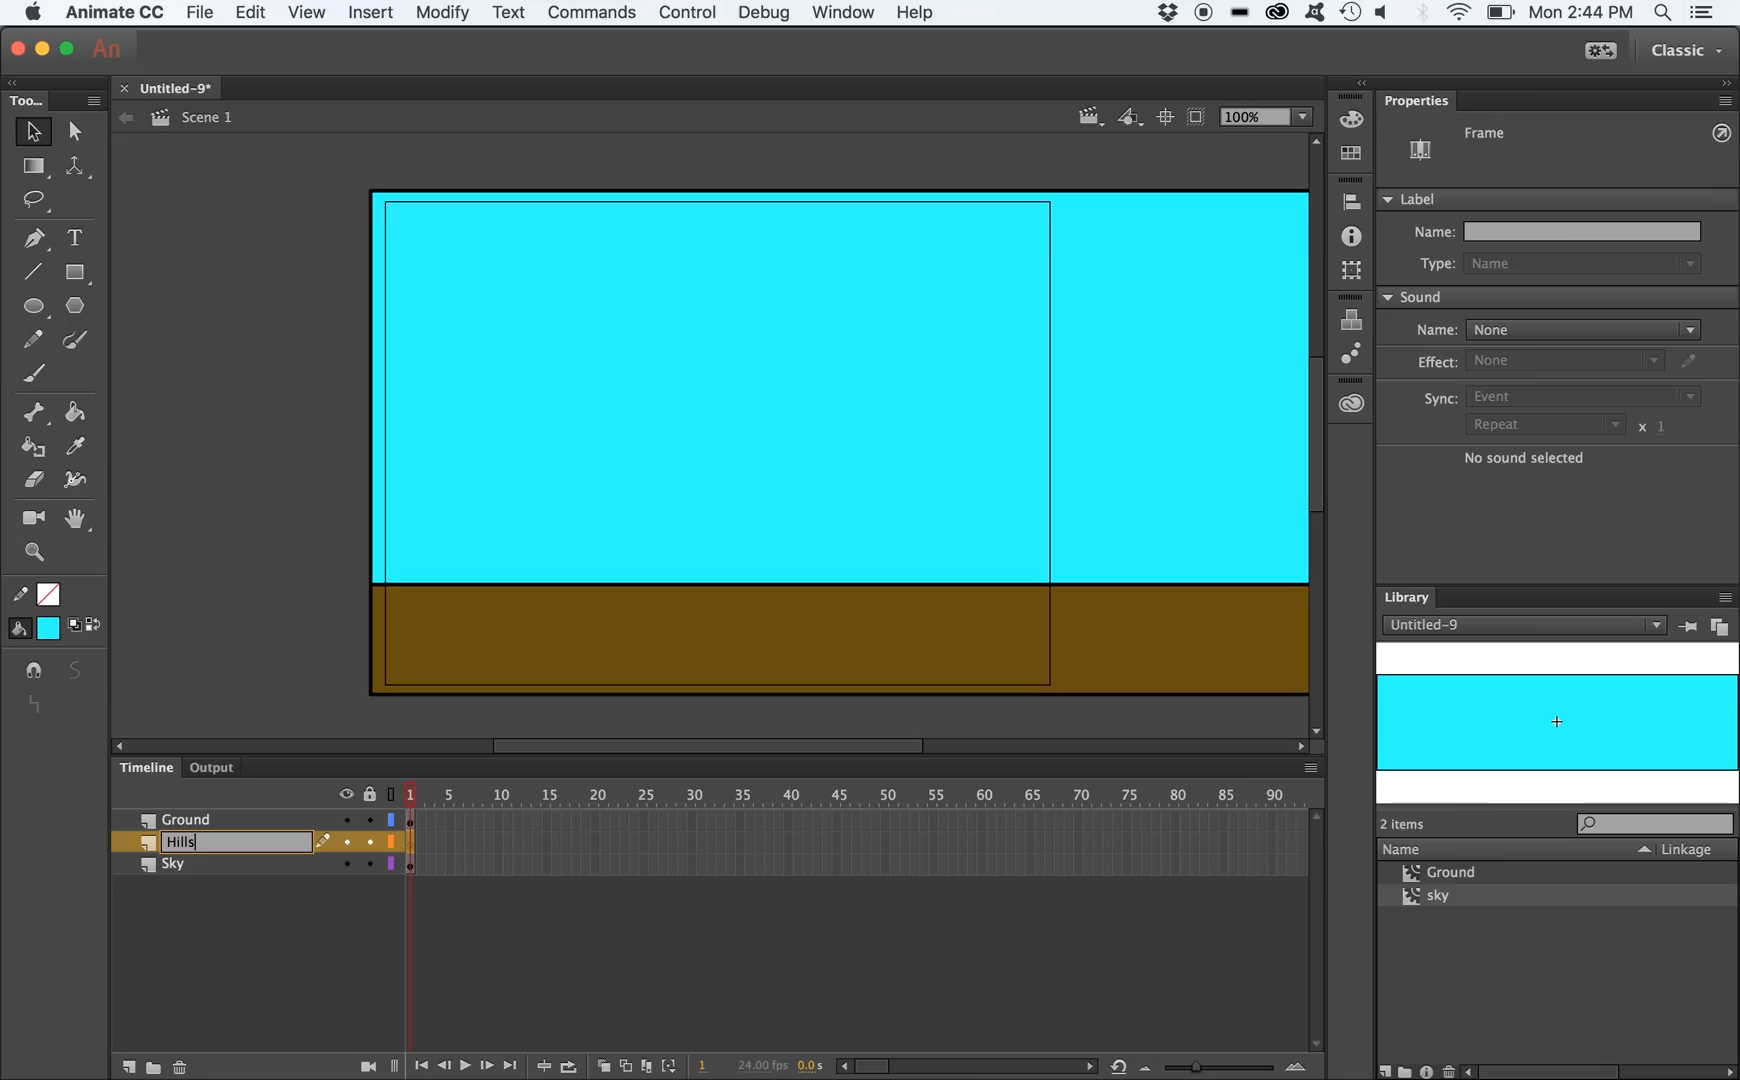 Animate CC File Edit View Insert Modify Text Commands Control Debug Window Help Mon 2:44 PM
An Classic
Too... Untitled-9* Properties
Scene 1 100%
Frame
Label
Name:
Type: Name
Sound
Name: None
Effect: None
Sync: Event
Repeat x 1
No sound selected
T
Library
Untitled-9
Timeline Output
1 5 10 15 20 25 30 35 40 45 50 55 60 65 70 75 80 85 90
Ground
Hills
Sky
2 items
Name Linkage
Ground
sky
1 24.00 fps 0.0 s